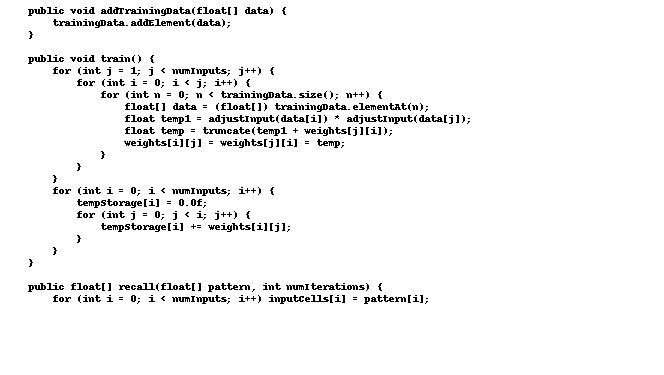 public void addTrainingData(float[] data) {
    trainingData.addElement(data);
}
public void train() {
    for (int j = 1; j < numInputs; j++) {
        for (int i = 0; i < j; i++) {
            for (int n = 0; n < trainingData.size(); n++) {
                float[] data = (float[]) trainingData.elementAt(n);
                float temp1 = adjustInput(data[i]) * adjustInput(data[j]);
                float temp = truncate(temp1 + weights[j][i]);
                weights[i][j] = weights[j][i] = temp;
            }
        }
    }
    for (int i = 0; i < numInputs; i++) {
        tempStorage[i] = 0.0f;
        for (int j = 0; j < i; j++) {
            tempStorage[i] += weights[i][j];
        }
    }
}
public float[] recall(float[] pattern, int numIterations) {
    for (int i = 0; i < numInputs; i++) inputCells[i] = pattern[i];